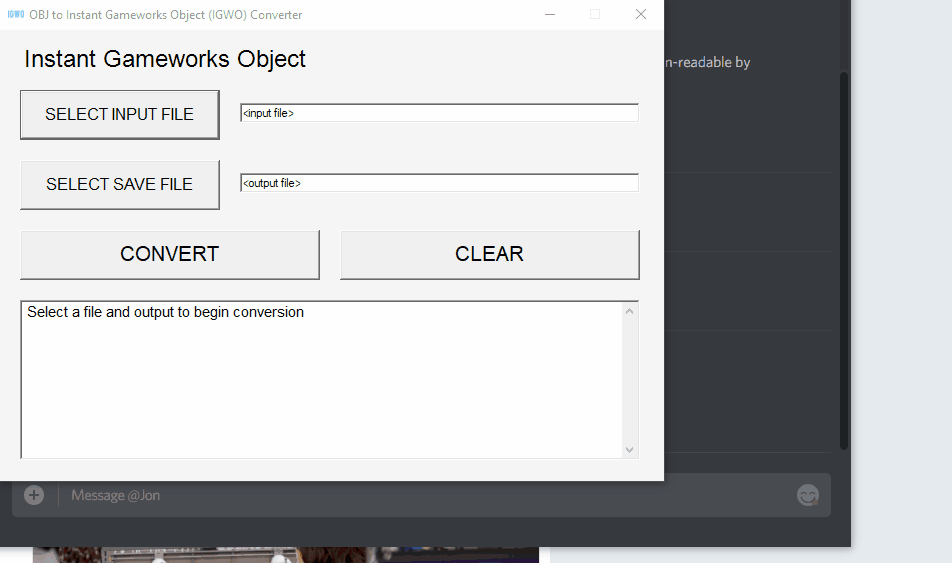 IGWO OBJ to Instant Gameworks Object (IGWO) Converter
Instant Gameworks Object
n-readable by
SELECT INPUT FILE
<input file>
SELECT SAVE FILE
<output file>
CONVERT
CLEAR
Select a file and output to begin conversion
Message @Jon